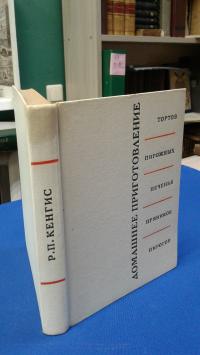 Р.П. КЕНГИС
ДОМАШНЕЕ ПРИГОТОВЛЕНИЕ
ТОРТОВ
ПИРОЖНЫХ
ПЕЧЕНЬЯ
ПРЯНИКОВ
ПИРОГОВ